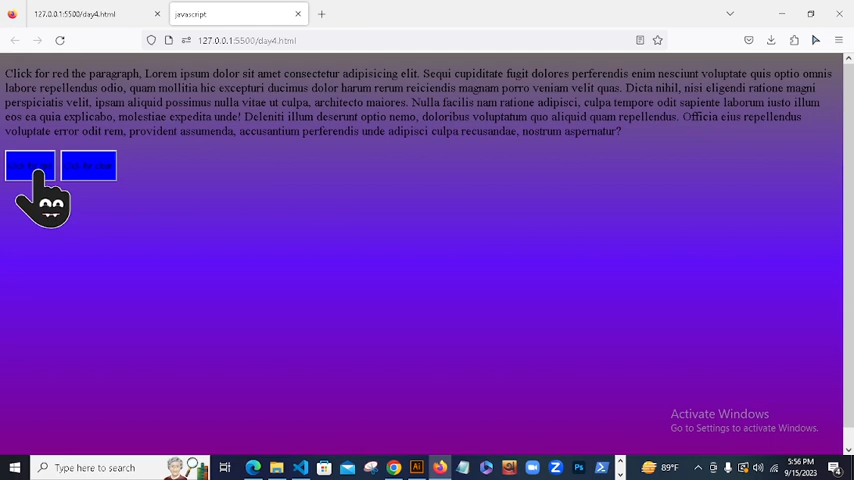 127.0.0.1:5500/day4.html
javascript
127.0.0.1:5500/day4.html
Click for red the paragraph, Lorem ipsum dolor sit amet consectetur adipisicing elit. Sequi cupiditate fugit dolores perferendis enim nesciunt voluptate quis optio omnis
labore repellendus odio, quam mollitia hic excepturi ducimus dolor harum rerum reiciendis magnam porro veniam velit quas. Dicta nihil, nisi eligendi ratione magni
perspiciatis velit, ipsam aliquid possimus nulla vitae ut culpa, architecto maiores. Nulla facilis nam ratione adipisci, culpa tempore odit sapiente laborum iusto illum
eos ea quia explicabo, molestiae expedita unde! Deleniti illum deserunt optio nemo, doloribus voluptatum quo aliquid quam repellendus. Officia eius repellendus
voluptate error odit rem, provident assumenda, accusantium perferendis unde adipisci culpa recusandae, nostrum aspernatur?
Activate Windows
Go to Settings to activate Windows.
Type here to search
Ai
Ps
89°F
5:56 PM
9/15/2023
4